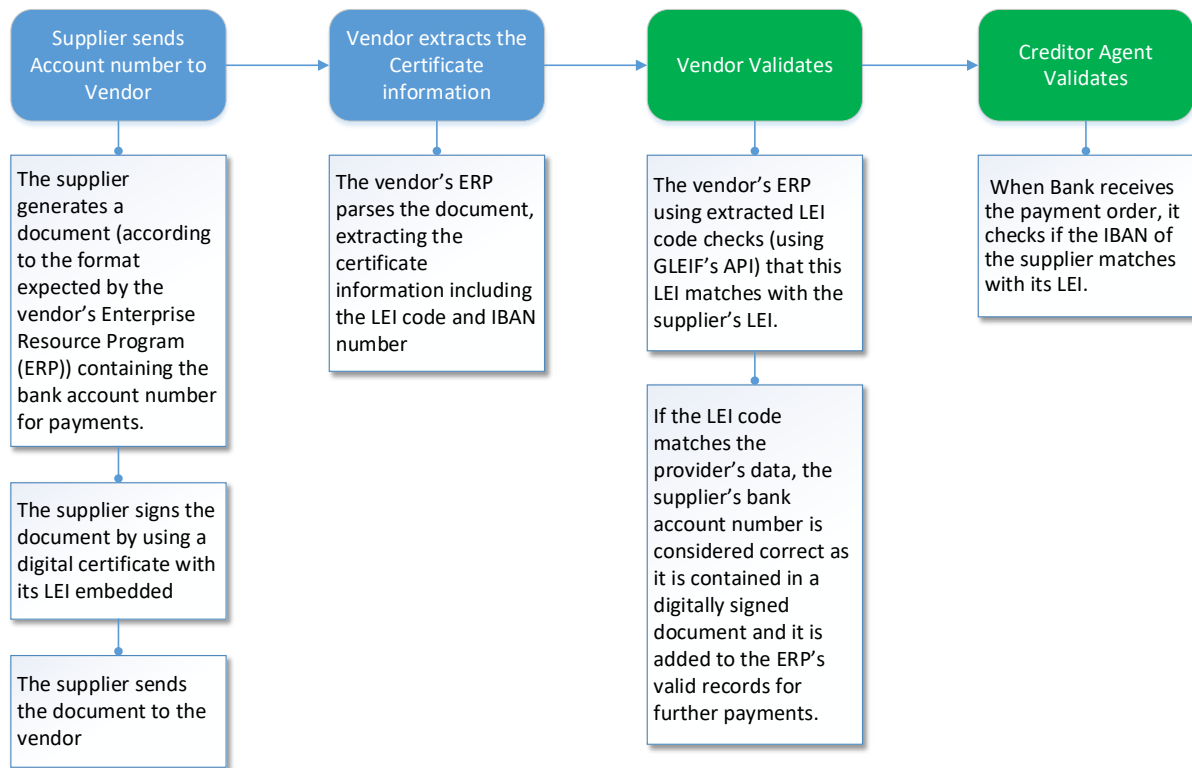 Supplier sends
Account number to
Vendor
Vendor extracts the
Certificate
information
Vendor Validates
Creditor Agent
Validates
The supplier
generates a
document (according
to the format
expected by the
vendor’s Enterprise
Resource Program
(ERP)) containing the
bank account number
for payments.
The supplier signs the
document by using a
digital certificate with
its LEI embedded
The supplier sends
the document to the
vendor
The vendor’s ERP
parses the document,
extracting the
certificate
information including
the LEI code and IBAN
number
The vendor’s ERP
using extracted LEI
code checks (using
GLEIF’s API) that this
LEI matches with the
supplier’s LEI.
If the LEI code
matches the
provider’s data, the
supplier’s bank
account number is
considered correct as
it is contained in a
digitally signed
document and it is
added to the ERP’s
valid records for
further payments.
When Bank receives
the payment order, it
checks if the IBAN of
the supplier matches
with its LEI.